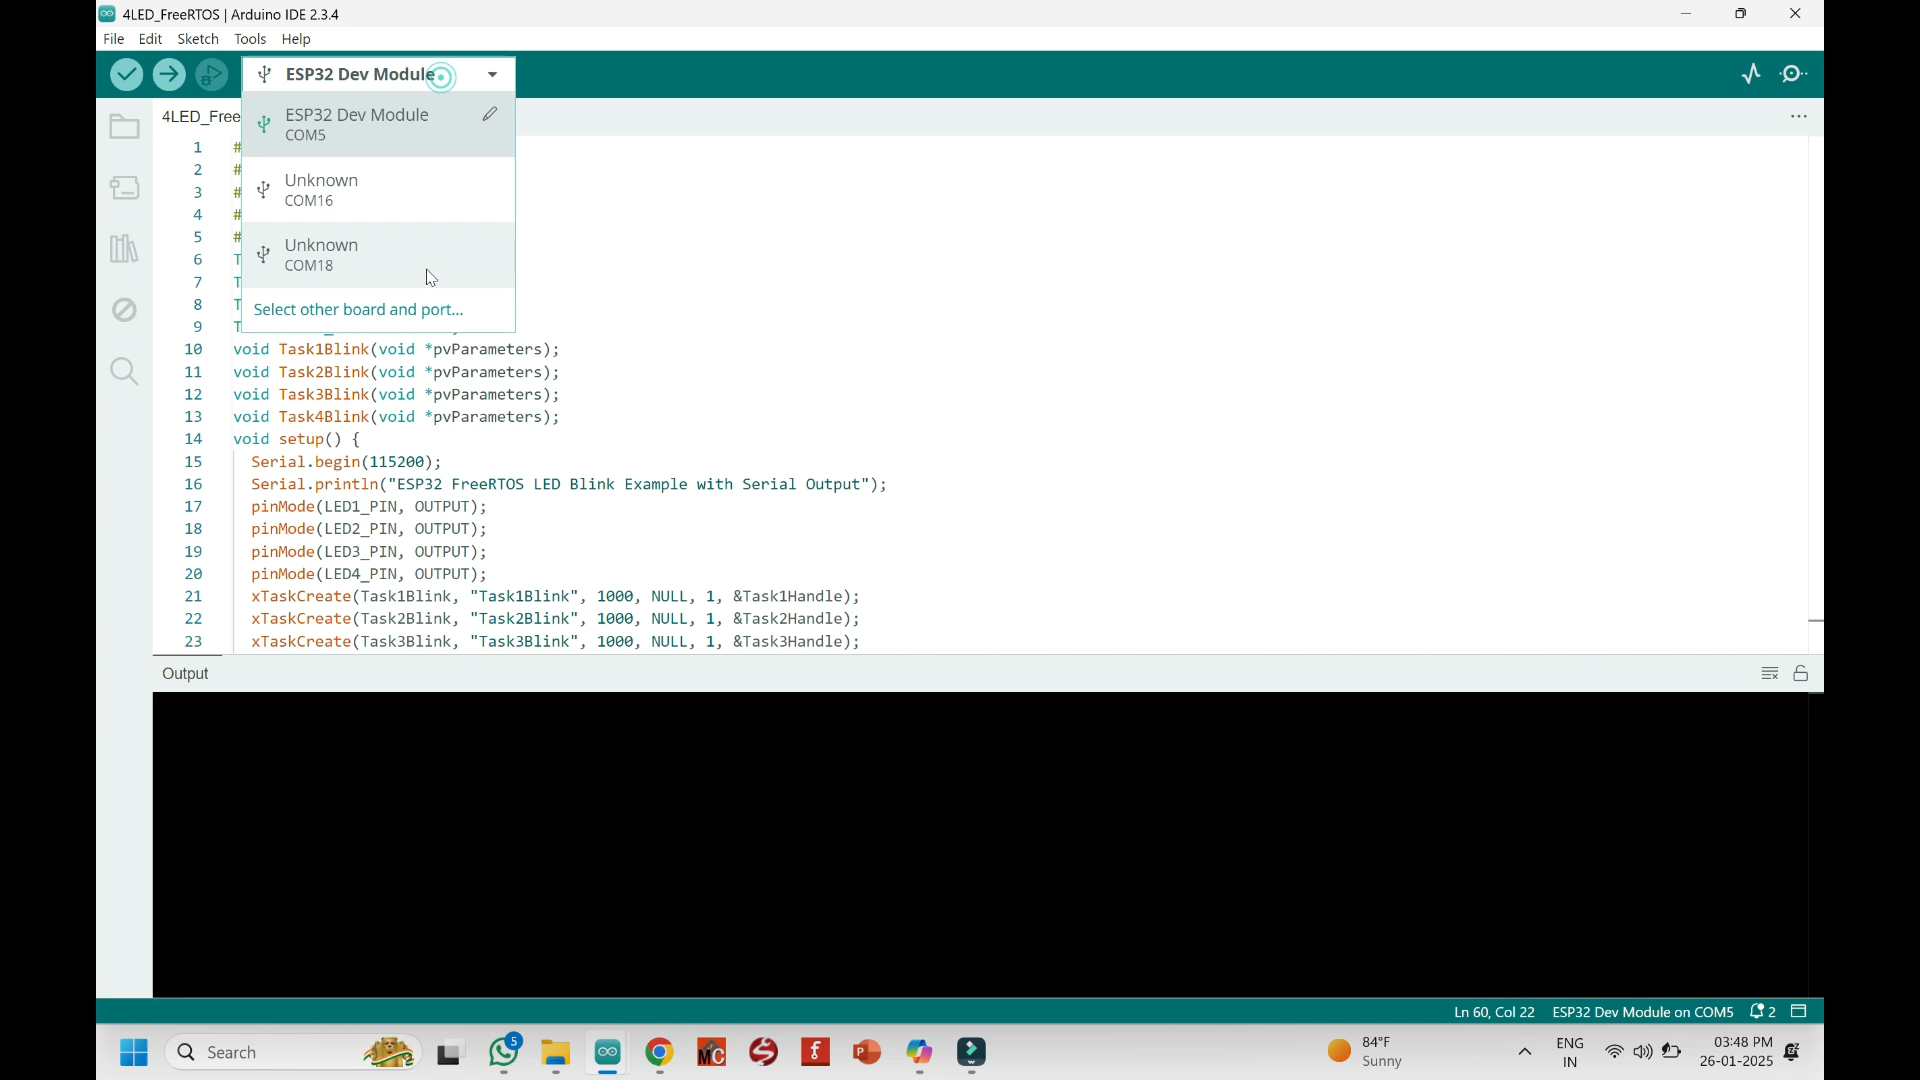 4LED_FreeRTOS | Arduino IDE 2.3.4
File Edit Sketch Tools Help
ESP32 Dev Module
4LED_Free
ESP32 Dev Module
COM5
Unknown
COM16
Unknown
COM18
Select other board and port...
1 #
2 #
3 #
4 #
5 #
6 T
7 T
8 T
9 T
10 void Task1Blink(void *pvParameters);
11 void Task2Blink(void *pvParameters);
12 void Task3Blink(void *pvParameters);
13 void Task4Blink(void *pvParameters);
14 void setup() {
15 Serial.begin(115200);
16 Serial.println("ESP32 FreeRTOS LED Blink Example with Serial Output");
17 pinMode(LED1_PIN, OUTPUT);
18 pinMode(LED2_PIN, OUTPUT);
19 pinMode(LED3_PIN, OUTPUT);
20 pinMode(LED4_PIN, OUTPUT);
21 xTaskCreate(Task1Blink, "Task1Blink", 1000, NULL, 1, &Task1Handle);
22 xTaskCreate(Task2Blink, "Task2Blink", 1000, NULL, 1, &Task2Handle);
23 xTaskCreate(Task3Blink, "Task3Blink", 1000, NULL, 1, &Task3Handle);
Output
Ln 60, Col 22 ESP32 Dev Module on COM5 2
Search
5
MC
f
P
84°F
Sunny
ENG
IN
03:48 PM
26-01-2025